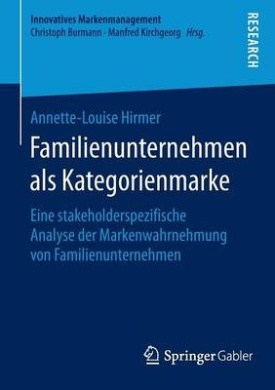 Innovatives Markenmanagement
Christoph Burmann · Manfred Kirchgeorg Hrsg.
RESEARCH
Annette-Louise Hirmer
Familienunternehmen
als Kategorienmarke
Eine stakeholderspezifische
Analyse der Markenwahrnehmung
von Familienunternehmen
Springer Gabler